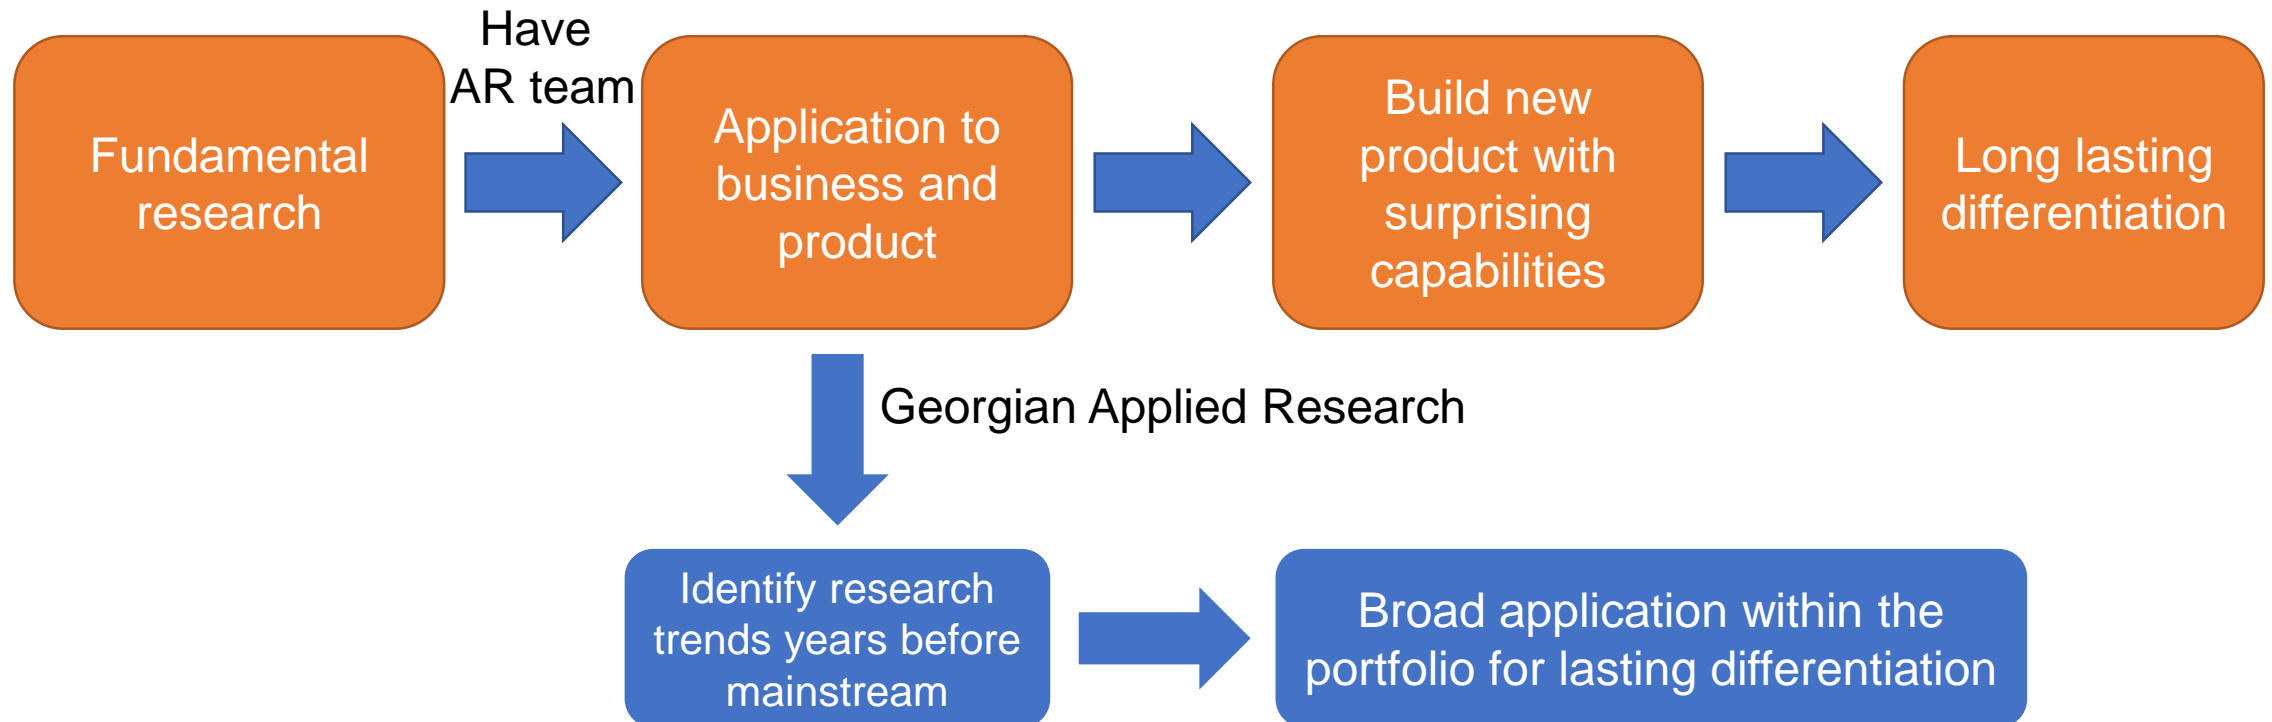 Fundamental
research
Have
AR team
Application to
business and
product
Build new
product with
surprising
capabilities
Long lasting
differentiation
Georgian Applied Research
Identify research
trends years before
mainstream
Broad application within the
portfolio for lasting differentiation